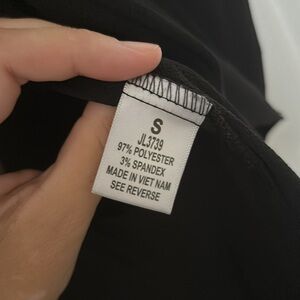 S
JL3739
97% POLYESTER
3% SPANDEX
MADE IN VIET NAM
SEE REVERSE